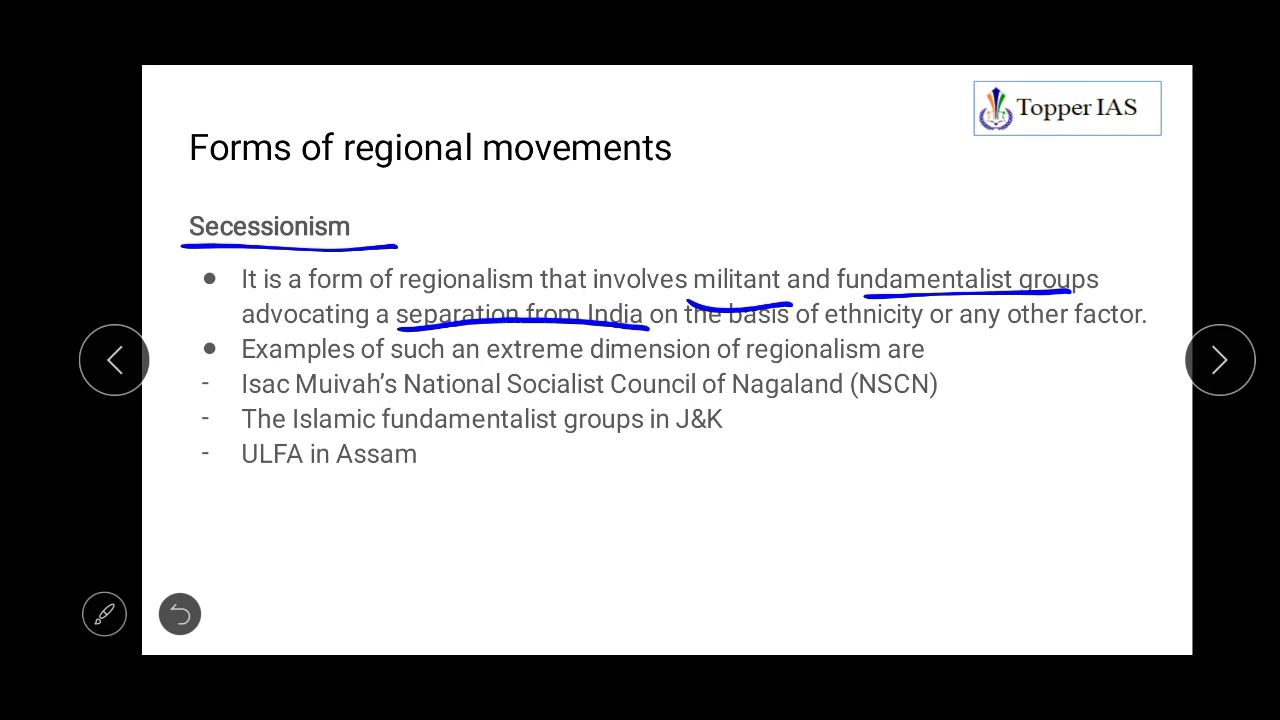 Topper IAS
Forms of regional movements
Secessionism
● It is a form of regionalism that involves militant and fundamentalist groups
advocating a separation from India on the basis of ethnicity or any other factor.
● Examples of such an extreme dimension of regionalism are
- Isac Muivah's National Socialist Council of Nagaland (NSCN)
- The Islamic fundamentalist groups in J&K
- ULFA in Assam